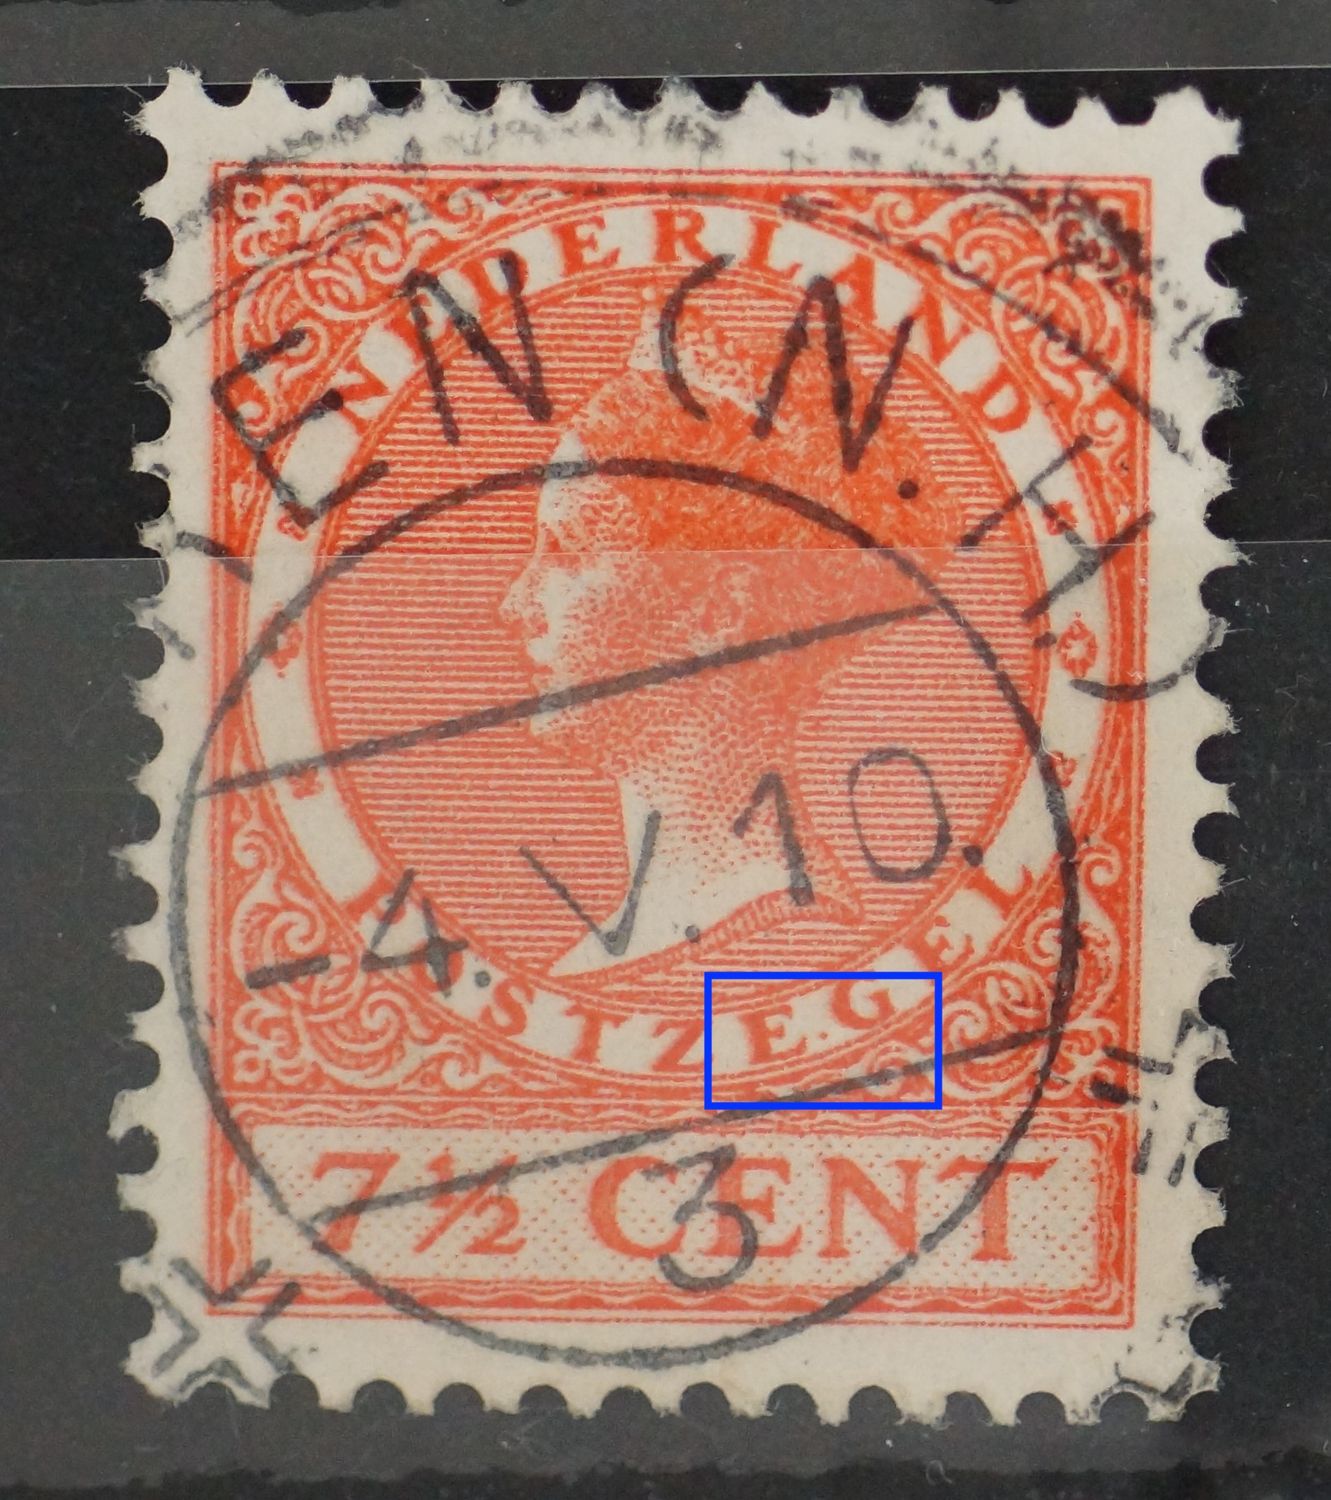 NEDERLAND
EN (N.H.)
-4.V.10.
POSTZEGEL
7½ CENT
3